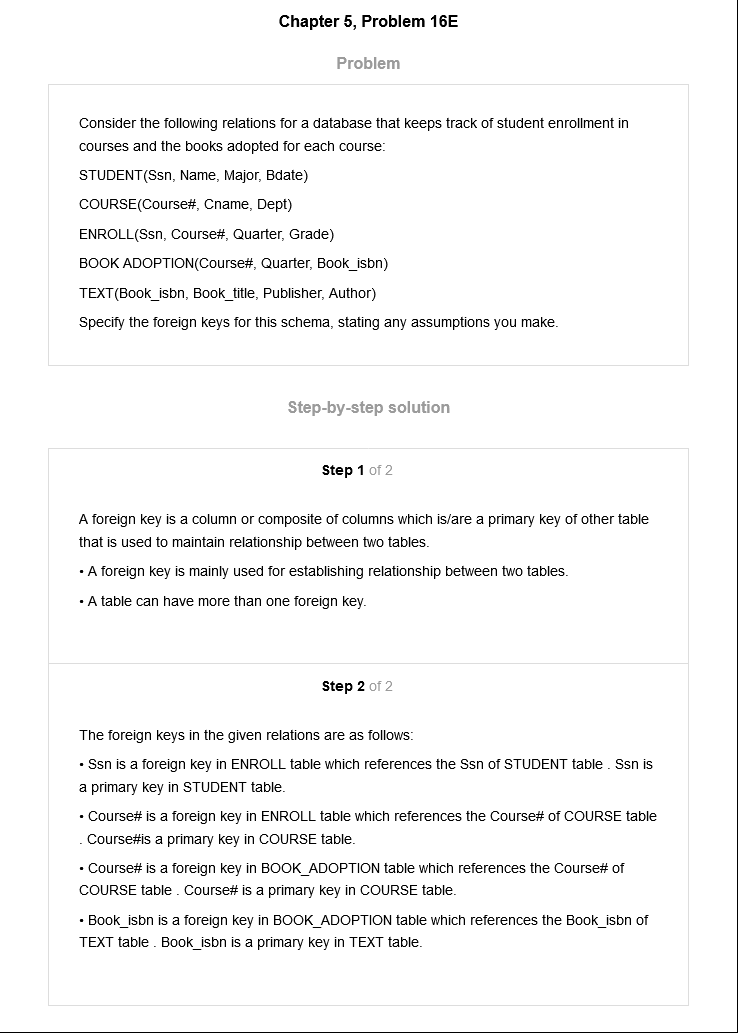 Chapter 5, Problem 16E
Problem
Consider the following relations for a database that keeps track of student enrollment in
courses and the books adopted for each course:
STUDENT(Ssn, Name, Major, Bdate)
COURSE(Course#, Cname, Dept)
ENROLL(Ssn, Course#, Quarter, Grade)
BOOK ADOPTION(Course#, Quarter, Book_isbn)
TEXT(Book_isbn, Book_title, Publisher, Author)
Specify the foreign keys for this schema, stating any assumptions you make.
Step-by-step solution
Step 1 of 2
A foreign key is a column or composite of columns which is/are a primary key of other table
that is used to maintain relationship between two tables.
• A foreign key is mainly used for establishing relationship between two tables.
• A table can have more than one foreign key.
Step 2 of 2
The foreign keys in the given relations are as follows:
• Ssn is a foreign key in ENROLL table which references the Ssn of STUDENT table . Ssn is
a primary key in STUDENT table.
• Course# is a foreign key in ENROLL table which references the Course# of COURSE table
. Course#is a primary key in COURSE table.
• Course# is a foreign key in BOOK_ADOPTION table which references the Course# of
COURSE table . Course# is a primary key in COURSE table.
• Book_isbn is a foreign key in BOOK_ADOPTION table which references the Book_isbn of
TEXT table . Book_isbn is a primary key in TEXT table.